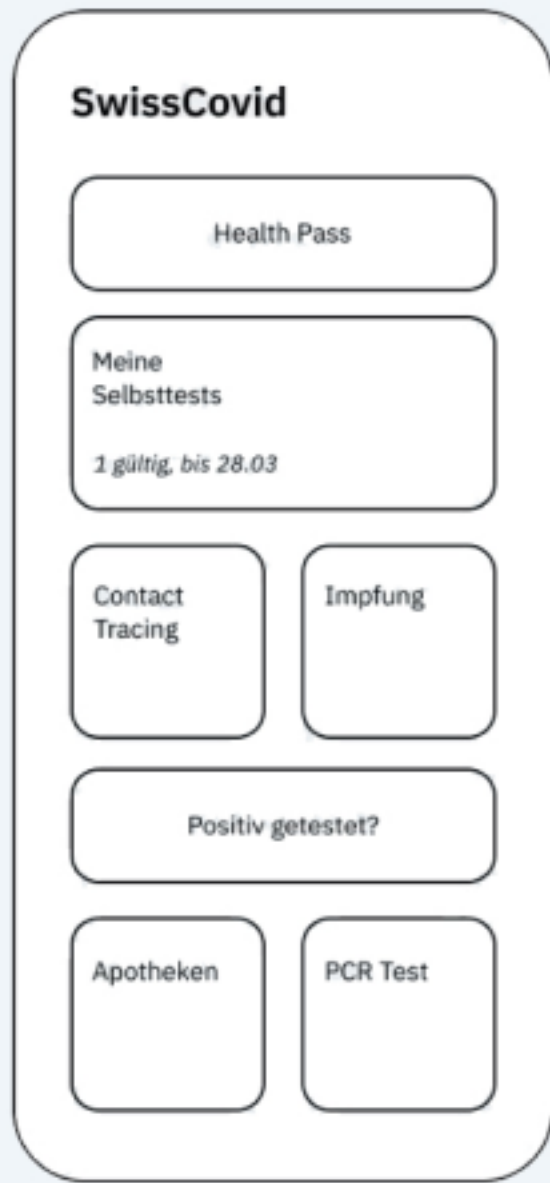 SwissCovid
Health Pass
Meine
Selbsttests
1 gültig, bis 28.03
Contact
Tracing
Impfung
Positiv getestet?
Apotheken
PCR Test